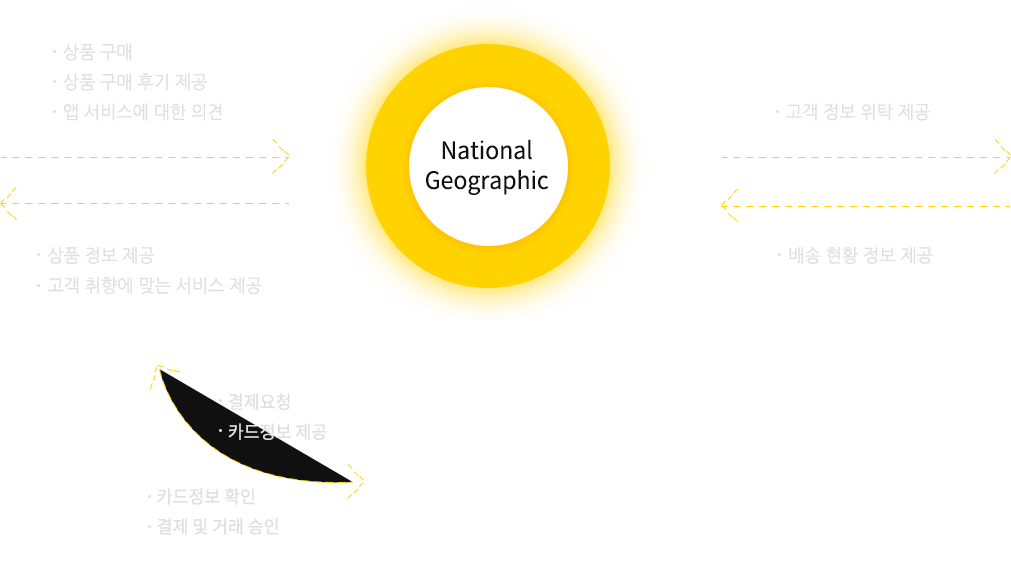 · 상품 구매
· 상품 구매 후기 제공
· 앱 서비스에 대한 의견
National
Geographic
· 고객 정보 위탁 제공
· 상품 정보 제공
· 고객 취향에 맞는 서비스 제공
· 배송 현황 정보 제공
· 결제요청
· 카드정보 제공
· 카드정보 확인
· 결제 및 거래 승인